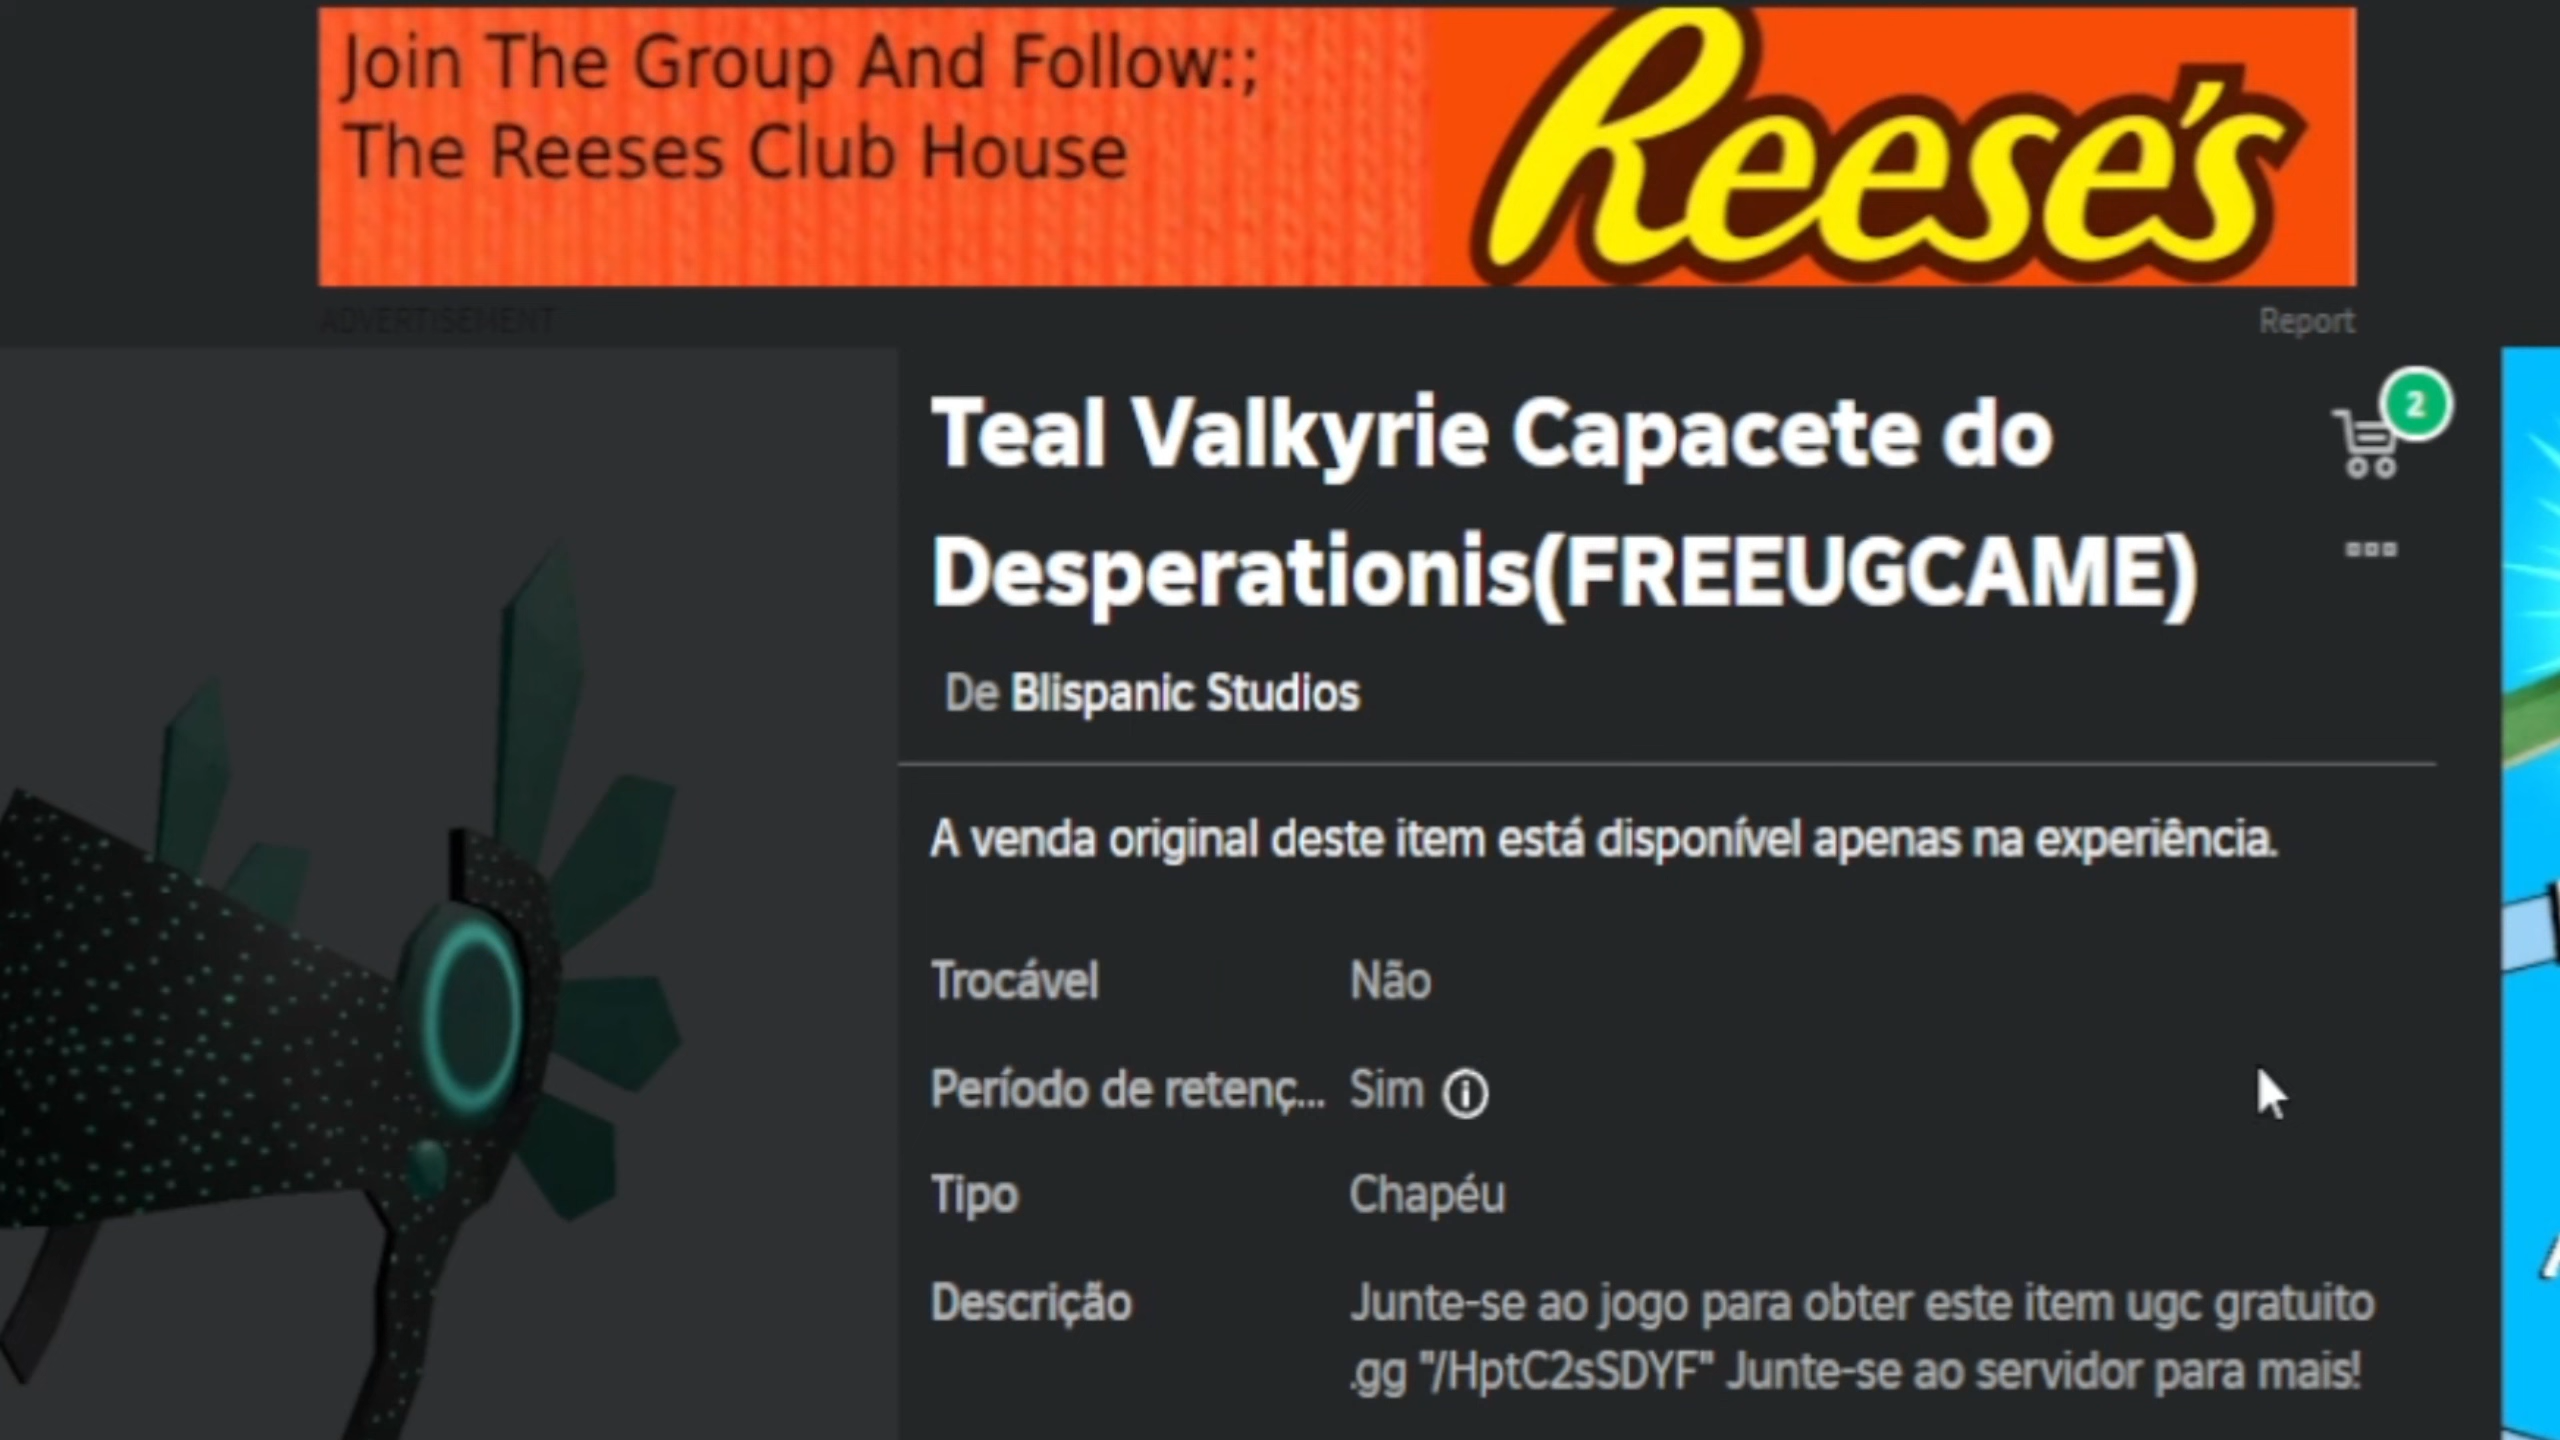 Join The Group And Follow:;
The Reeses Club House
Reese's
ADVERTISEMENT
Report
Teal Valkyrie Capacete do
2
Desperationis(FREEUGCAME)
De Blispanic Studios
A venda original deste item está disponível apenas na experiência.
Trocável Não
Período de retenç... Sim
Tipo Chapéu
Descrição Junte-se ao jogo para obter este item ugc gratuito
.gg "/HptC2sSDYF" Junte-se ao servidor para mais!